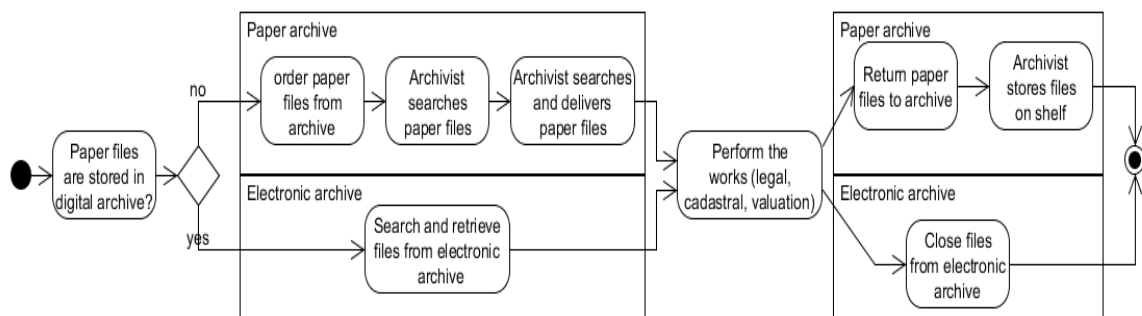 Paper files
are stored in
digital archive?
no
yes
Paper archive
order paper
files from
archive
Archivist
searches
paper files
Archivist searches
and delivers
paper files
Electronic archive
Search and retrieve
files from electronic
archive
Perform the
works (legal,
cadastral, valuation)
Paper archive
Return paper
files to archive
Archivist
stores files
on shelf
Electronic archive
Close files
from electronic
archive